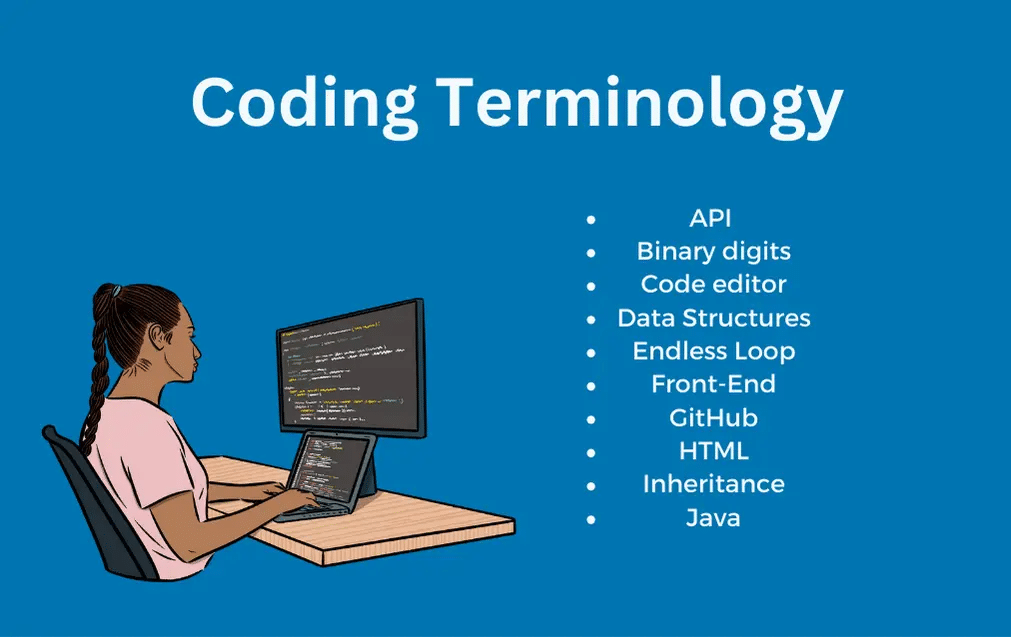 Coding Terminology
• API
• Binary digits
• Code editor
• Data Structures
• Endless Loop
• Front-End
• GitHub
• HTML
• Inheritance
• Java